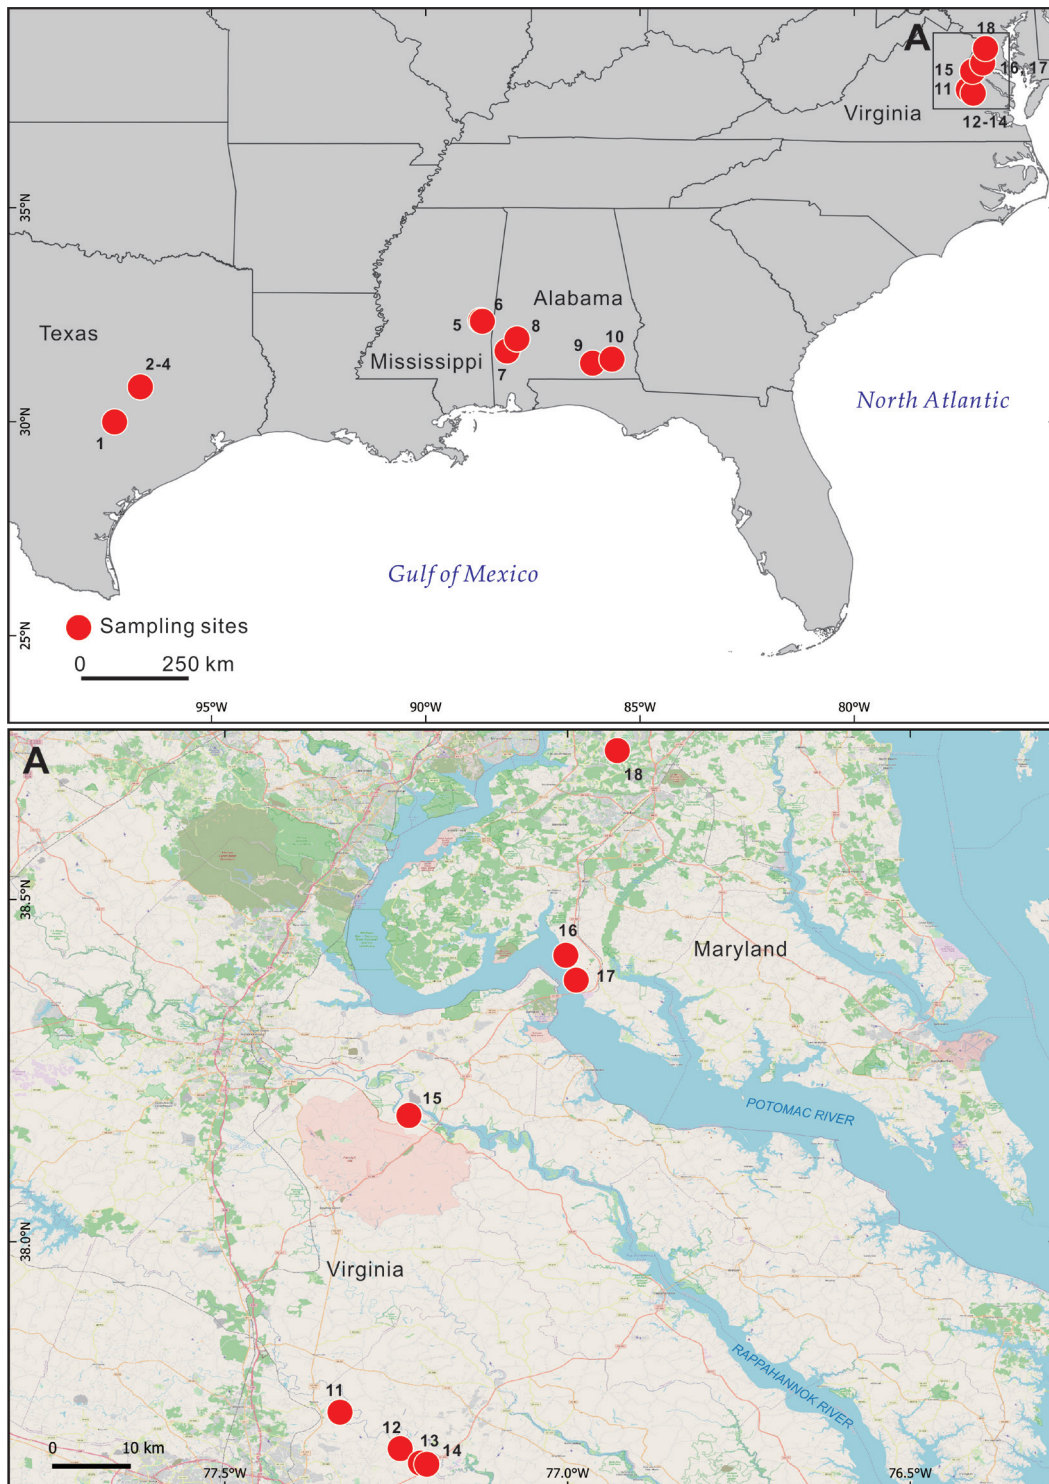 A
18
15
16, 17
11
Virginia
12-14
35°N
6
Alabama
Texas
5
8
10
9
2-4
Mississippi
7
North Atlantic
30°N
1
Gulf of Mexico
Sampling sites
25°N
0 250 km
95°W 90°W 85°W 80°W
A
18
38.5°N
16
Maryland
17
15
POTOMAC RIVER
38.0°N
Virginia
RAPPAHANNOK RIVER
11
12 13
14
0 10 km
77.5°W 77.0°W 76.5°W